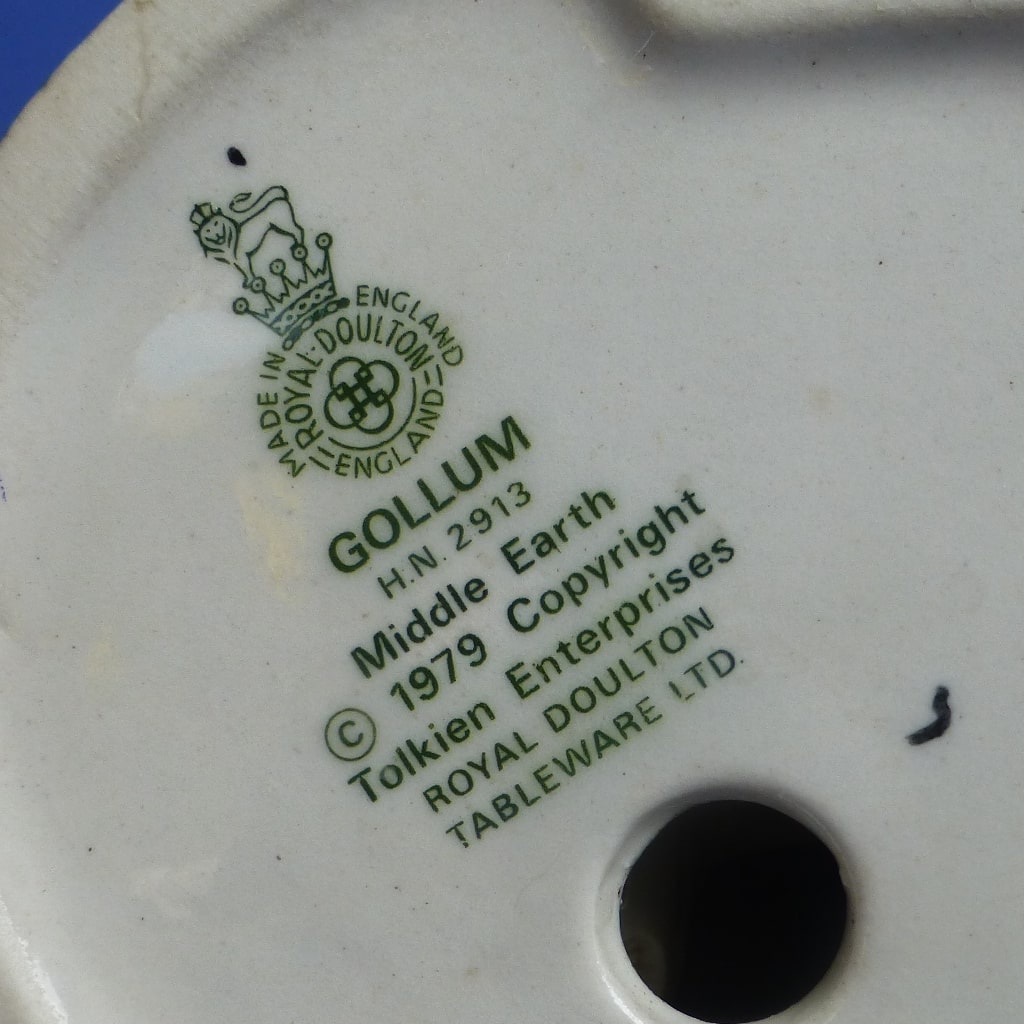 MADE IN ENGLAND
ROYAL·DOULTON
ENGLAND
GOLLUM
H.N. 2913
Middle Earth
© 1979 Copyright
Tolkien Enterprises
ROYAL DOULTON
TABLEWARE LTD.